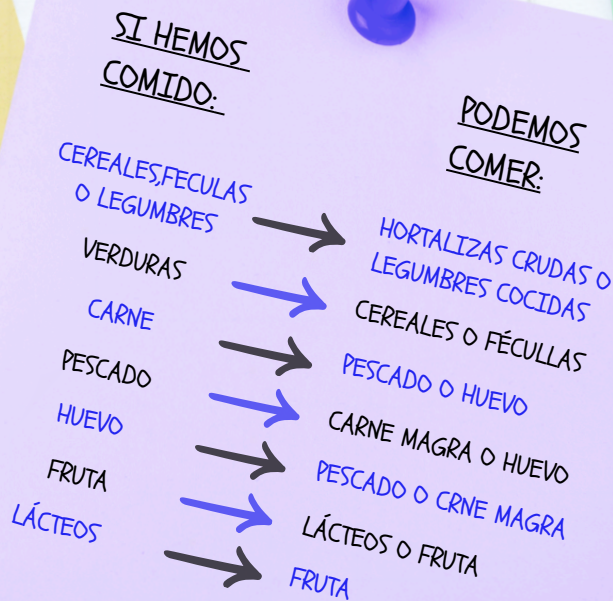 SI HEMOS
COMIDO:
CEREALES,FECULAS
O LEGUMBRES
VERDURAS
CARNE
PESCADO
HUEVO
FRUTA
LÁCTEOS
PODEMOS
COMER:
HORTALIZAS CRUDAS O
LEGUMBRES COCIDAS
CEREALES O FÉCULLAS
PESCADO O HUEVO
CARNE MAGRA O HUEVO
PESCADO O CRNE MAGRA
LÁCTEOS O FRUTA
FRUTA